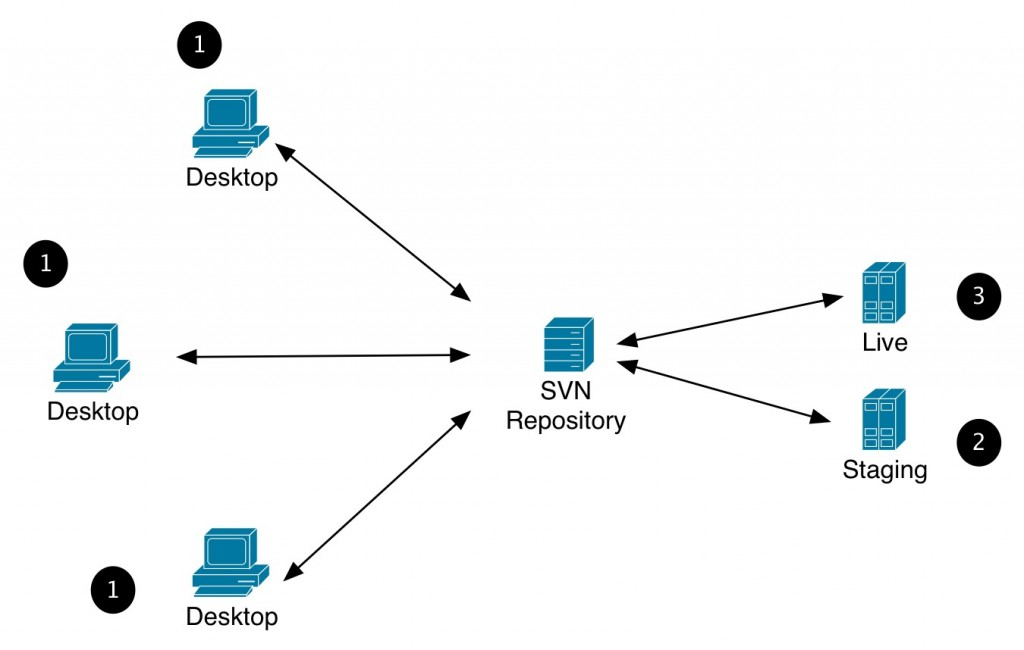 1
Desktop
1
Desktop
1
Desktop
SVN
Repository
Live
3
Staging
2